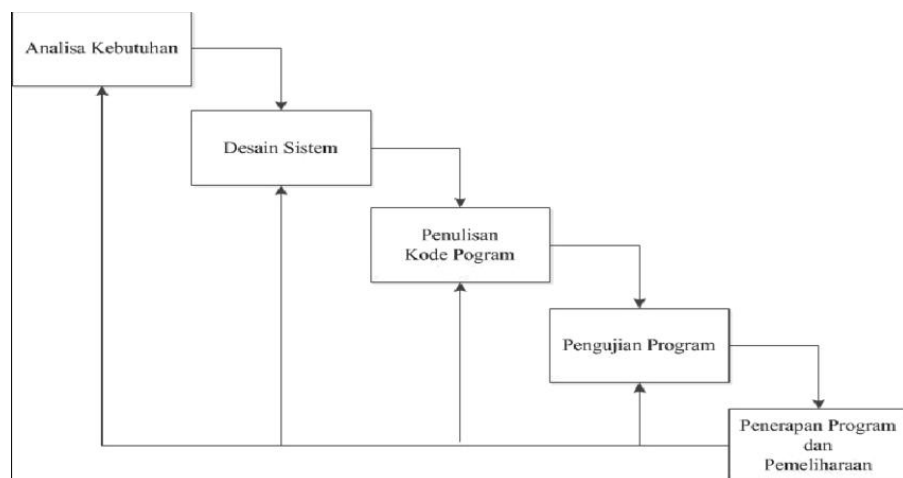 Analisa Kebutuhan
Desain Sistem
Penulisan
Kode Pogram
Pengujian Program
Penerapan Program
dan
Pemeliharaan